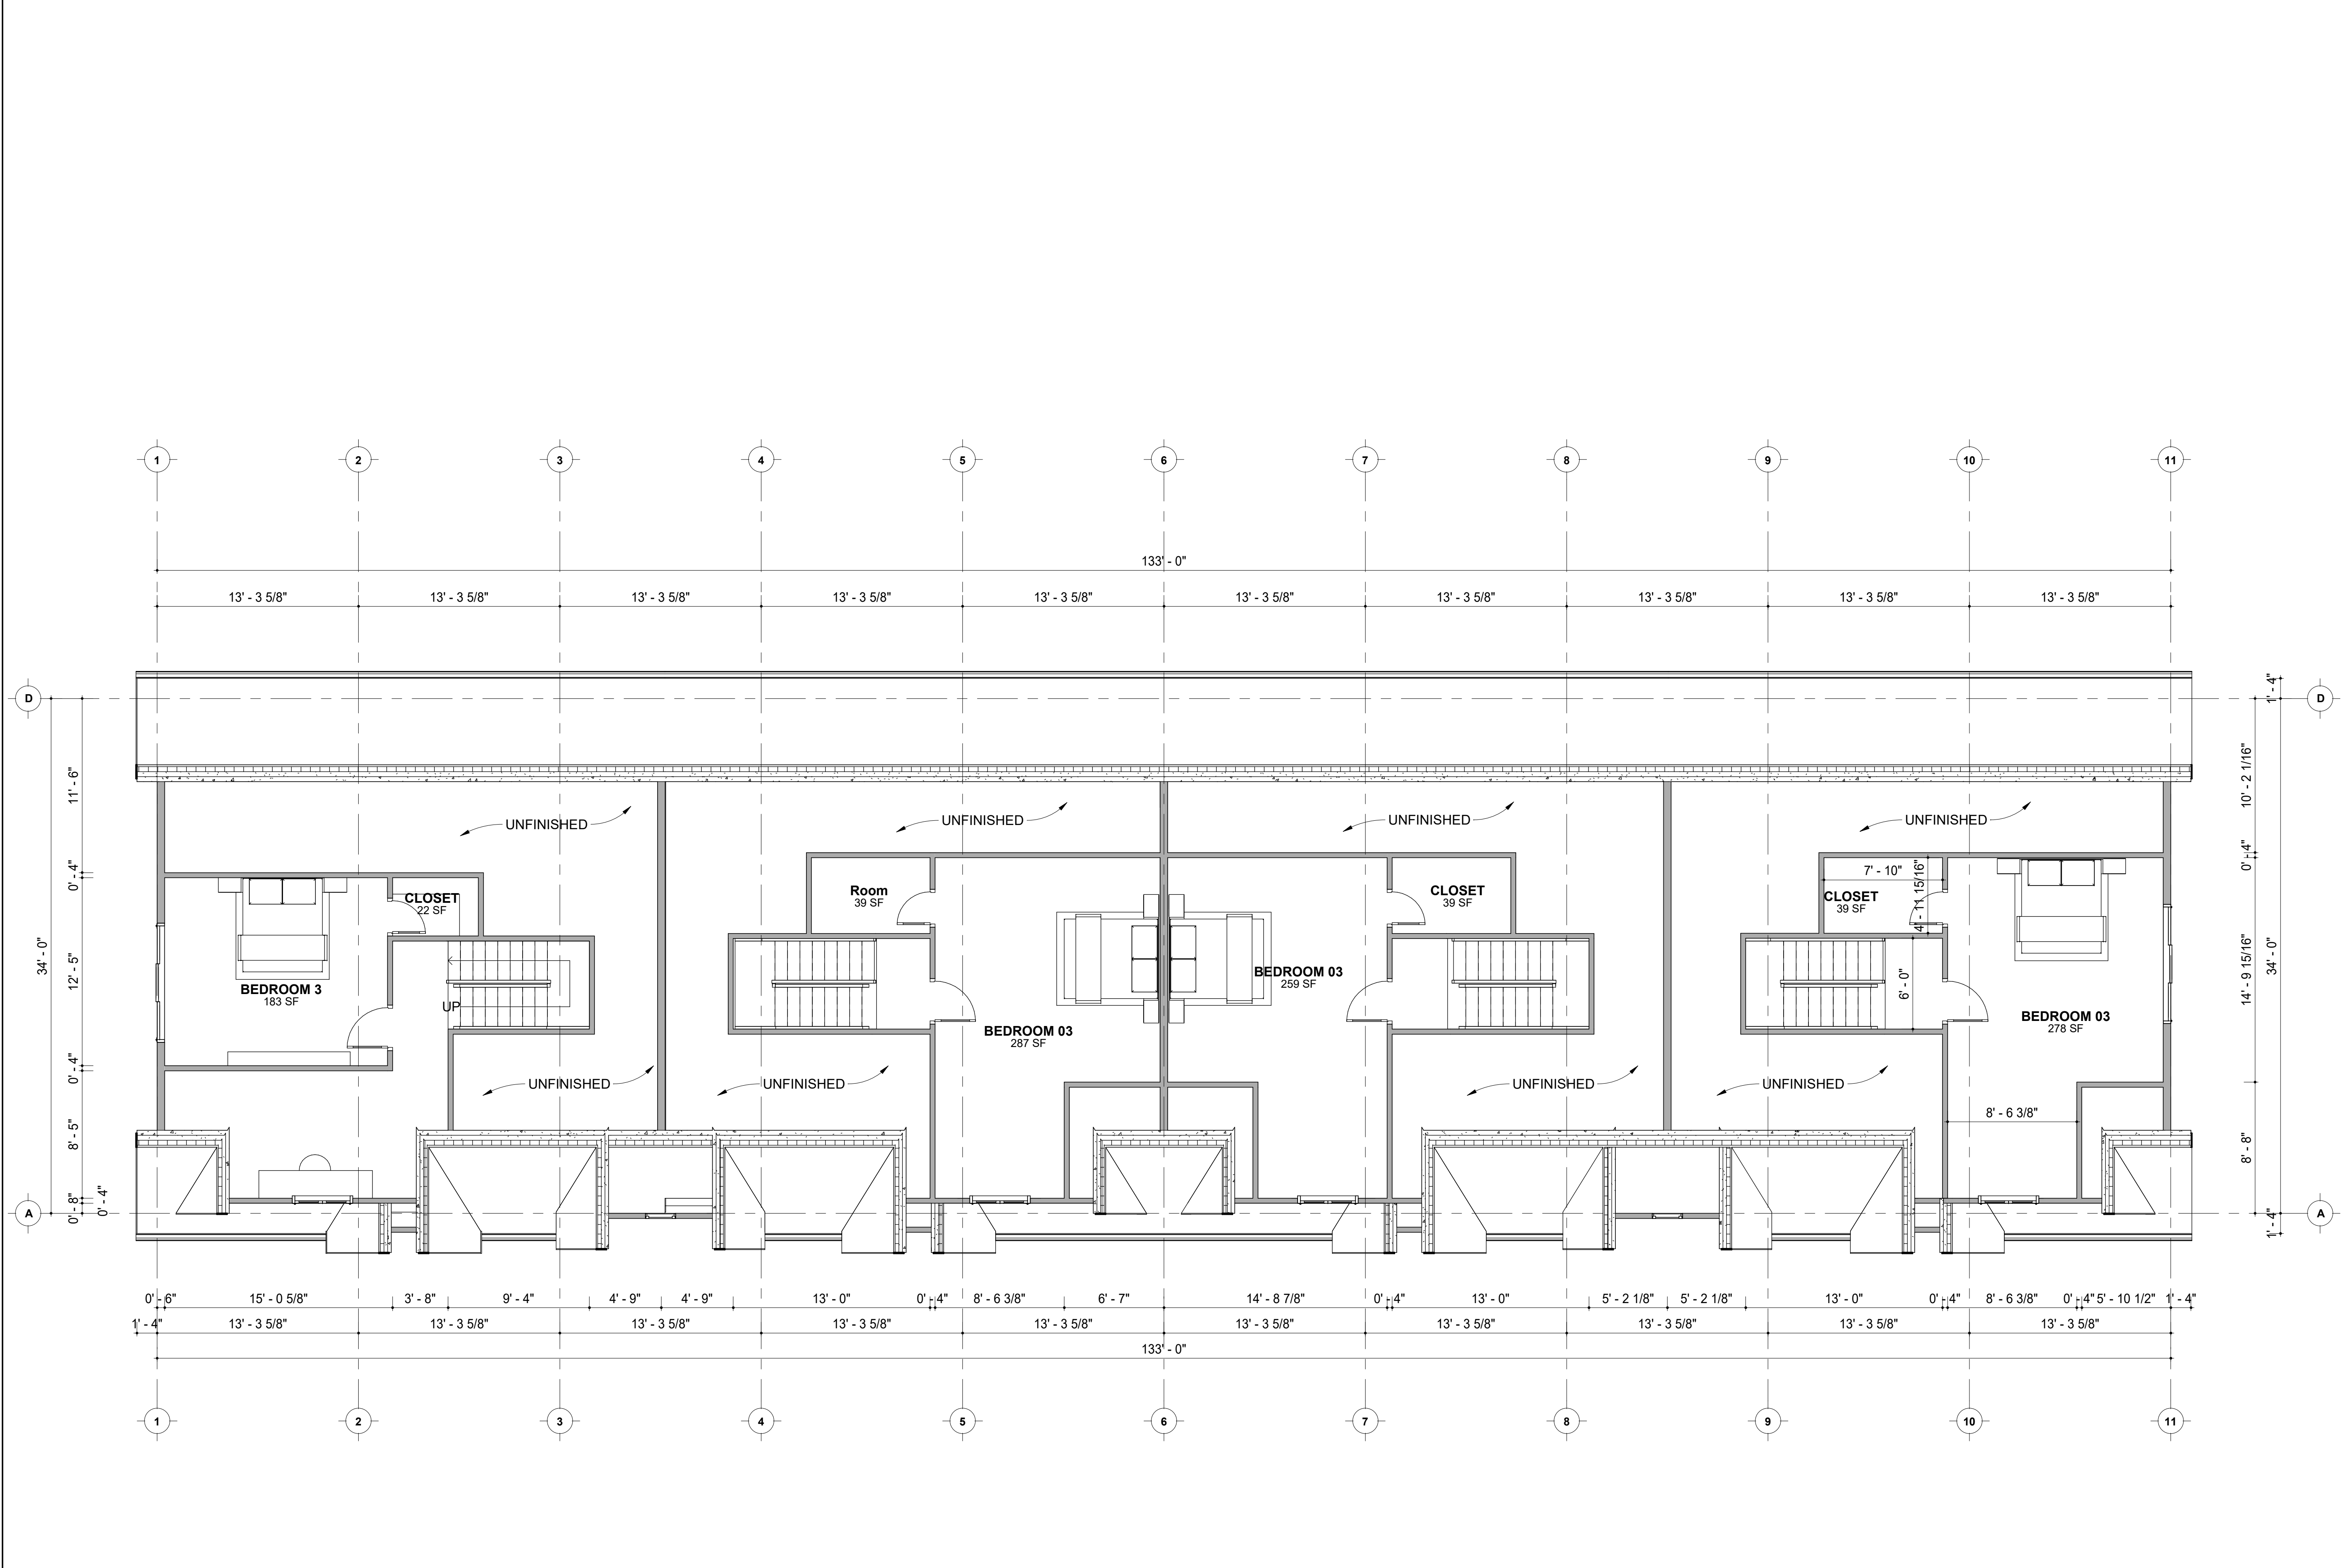 1 2 3 4 5 6 7 8 9 10 11
133' - 0"
13' - 3 5/8" 13' - 3 5/8" 13' - 3 5/8" 13' - 3 5/8" 13' - 3 5/8" 13' - 3 5/8" 13' - 3 5/8" 13' - 3 5/8" 13' - 3 5/8" 13' - 3 5/8"
D D
1' - 4"
11' - 6"
10' - 2 1/16"
UNFINISHED UNFINISHED UNFINISHED UNFINISHED
0' - 4"
0' - 4"
7' - 10"
4' - 11 15/16"
CLOSET
22 SF
Room
39 SF
CLOSET
39 SF
CLOSET
39 SF
34' - 0"
12' - 5"
BEDROOM 3
183 SF
UP
BEDROOM 03
287 SF
BEDROOM 03
259 SF
6' - 0"
BEDROOM 03
278 SF
14' - 9 15/16"
34' - 0"
0' - 4"
UNFINISHED UNFINISHED UNFINISHED UNFINISHED
8' - 6 3/8"
8' - 5"
8' - 8"
0' - 8"
0' - 4"
A A
1' - 4"
0' - 6" 15' - 0 5/8" 3' - 8" 9' - 4" 4' - 9" 4' - 9" 13' - 0" 0' - 4" 8' - 6 3/8" 6' - 7" 14' - 8 7/8" 0' - 4" 13' - 0" 5' - 2 1/8" 5' - 2 1/8" 13' - 0" 0' - 4" 8' - 6 3/8" 0' - 4" 5' - 10 1/2" 1' - 4"
1' - 4" 13' - 3 5/8" 13' - 3 5/8" 13' - 3 5/8" 13' - 3 5/8" 13' - 3 5/8" 13' - 3 5/8" 13' - 3 5/8" 13' - 3 5/8" 13' - 3 5/8" 13' - 3 5/8"
133' - 0"
1 2 3 4 5 6 7 8 9 10 11